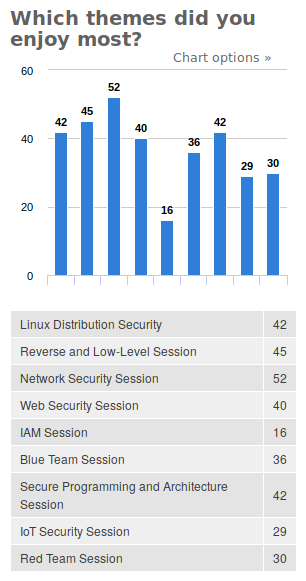 Which themes did you
enjoy most?
Chart options »
60
40
20
0
42
45
52
40
16
36
42
29
30
Linux Distribution Security 42
Reverse and Low-Level Session 45
Network Security Session 52
Web Security Session 40
IAM Session 16
Blue Team Session 36
Secure Programming and Architecture
Session 42
IoT Security Session 29
Red Team Session 30